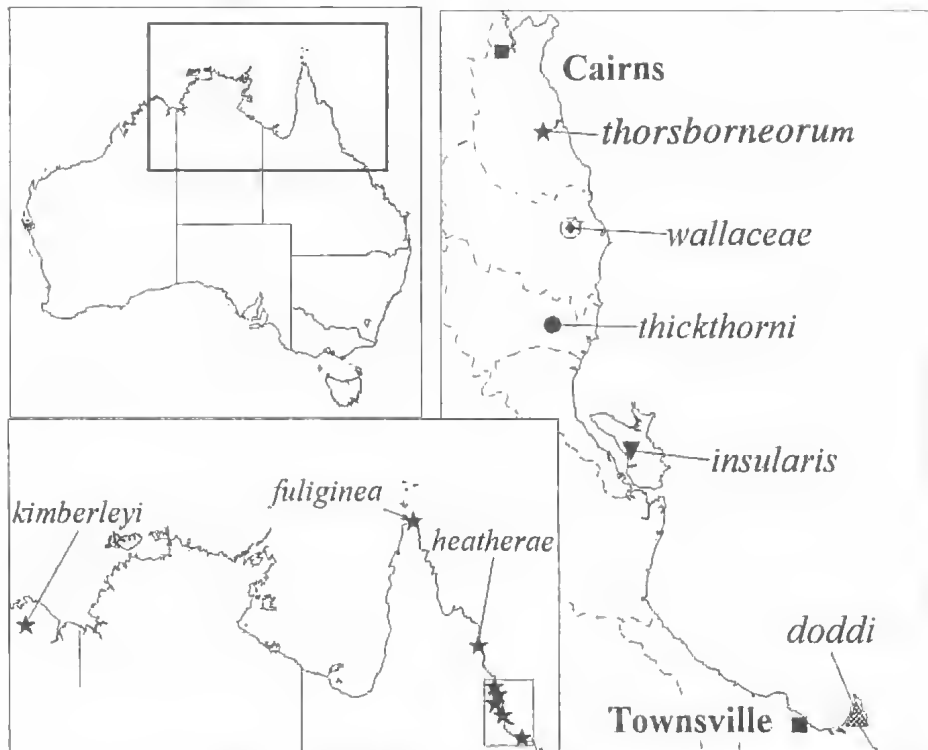 Cairns
thorsborneorum
wallaceae
thickthorni
insularis
doddi
Townsville
kimberleyi
fuliginea
heatherae